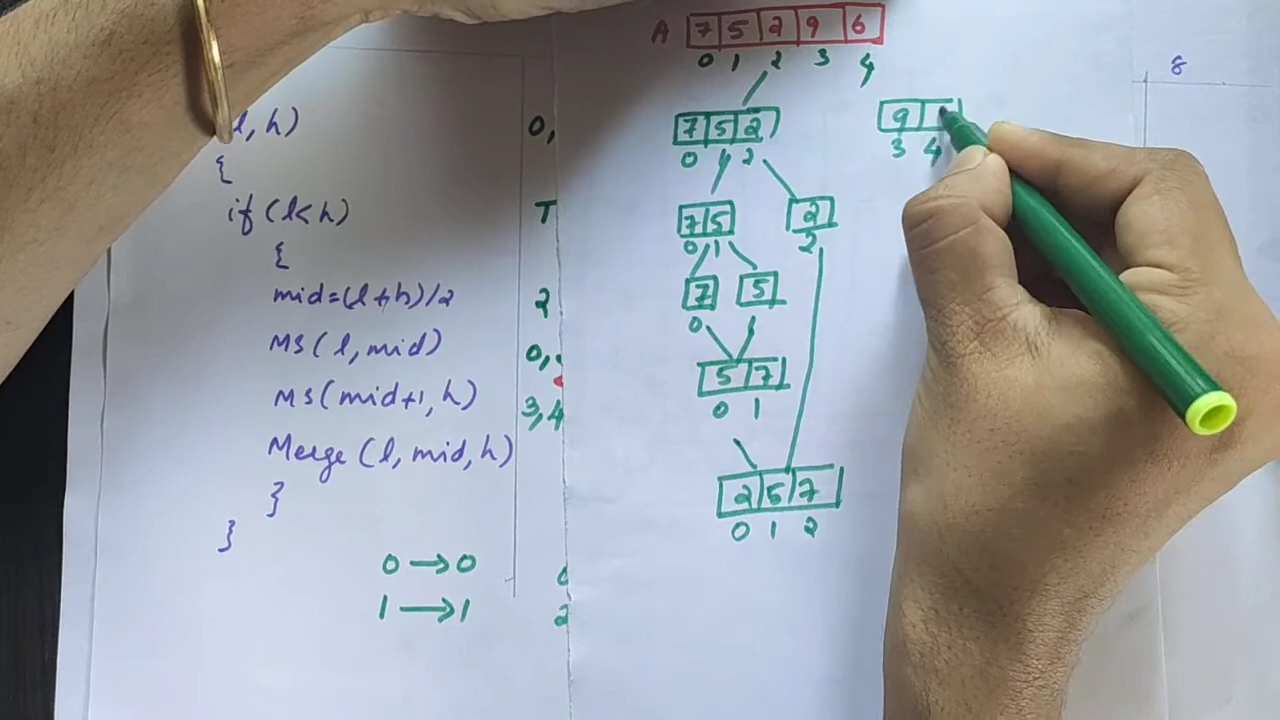 l, h)
{
if (l<h)
{
mid=(l+h)/2
MS(l,mid)
MS(mid+1,h)
Merge (l,mid,h)
}
}
0 → 0
1 → 1
0,
T
2
0,
3,4
2
A 7 5 2 9 6
0 1 2 3 4
7 5 2
0 1 2
9
3 4
7 5
0 1
2
2
7 5
0 1
5 7
0 1
2 5 7
0 1 2
8